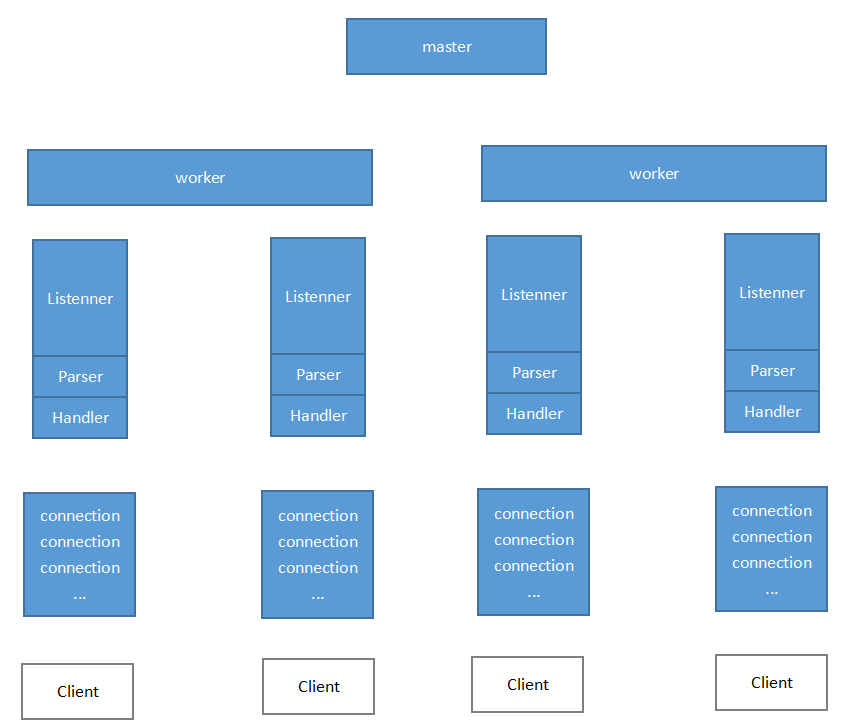 master
worker
worker
Listenner
Listenner
Listenner
Listenner
Parser
Parser
Parser
Parser
Handler
Handler
Handler
Handler
connection
connection
connection
...
connection
connection
connection
...
connection
connection
connection
...
connection
connection
connection
...
Client
Client
Client
Client